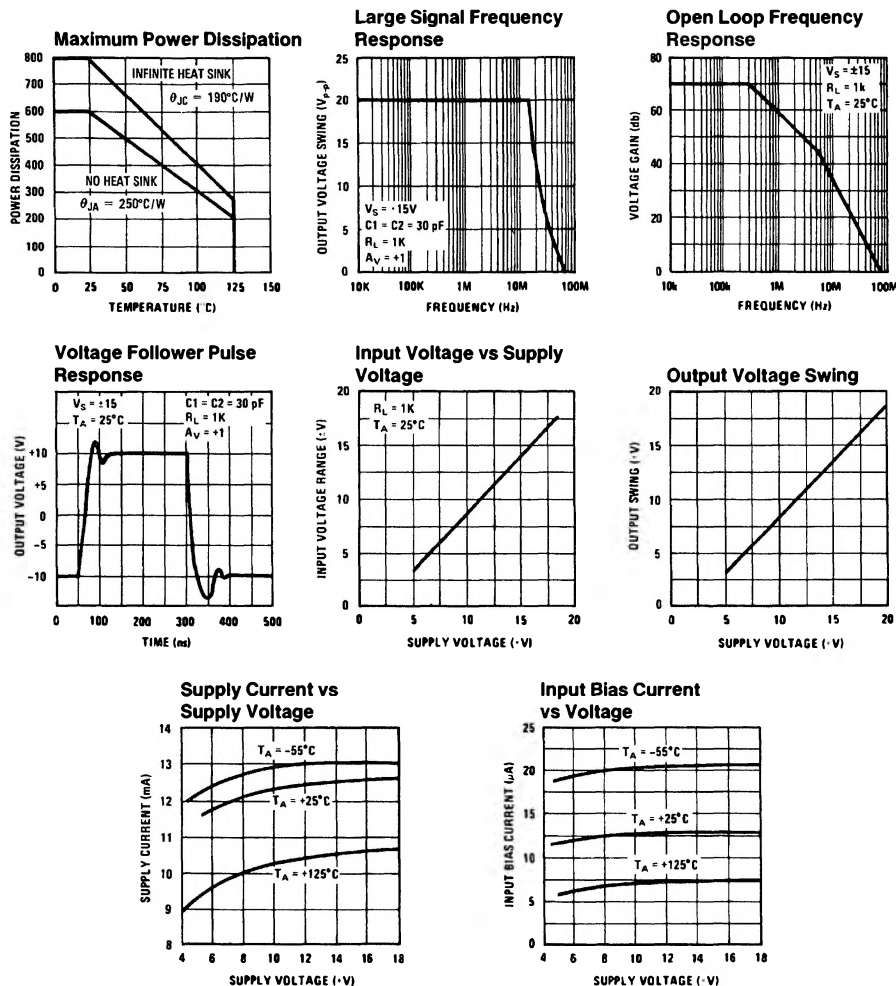 Maximum Power Dissipation
800
700
600
500
400
300
200
100
0
POWER DISSIPATION
INFINITE HEAT SINK
θJC = 190°C/W
NO HEAT SINK
θJA = 250°C/W
0 25 50 75 100 125 150
TEMPERATURE (°C)
Large Signal Frequency
Response
25
20
15
10
5
0
OUTPUT VOLTAGE SWING (Vp-p)
VS = ·15V
C1 = C2 = 30 pF
RL = 1K
AV = +1
10K 100K 1M 10M 100M
FREQUENCY (Hz)
Open Loop Frequency
Response
80
60
40
20
0
VOLTAGE GAIN (db)
VS = ±15
RL = 1k
TA = 25°C
10k 100k 1M 10M 100M
FREQUENCY (Hz)
Voltage Follower Pulse
Response
VS = ±15
TA = 25°C
C1 = C2 = 30 pF
RL = 1K
AV = +1
+10
+5
0
−5
−10
OUTPUT VOLTAGE (V)
0 100 200 300 400 500
TIME (ns)
Input Voltage vs Supply
Voltage
20
15
10
5
0
INPUT VOLTAGE RANGE (±V)
RL = 1K
TA = 25°C
0 5 10 15 20
SUPPLY VOLTAGE (·V)
Output Voltage Swing
20
15
10
5
0
OUTPUT SWING (·V)
0 5 10 15 20
SUPPLY VOLTAGE (·V)
Supply Current vs
Supply Voltage
14
13
12
11
10
9
8
SUPPLY CURRENT (mA)
TA = −55°C
TA = +25°C
TA = +125°C
4 6 8 10 12 14 16 18
SUPPLY VOLTAGE (·V)
Input Bias Current
vs Voltage
25
20
15
10
5
0
INPUT BIAS CURRENT (µA)
TA = −55°C
TA = +25°C
TA = +125°C
4 6 8 10 12 14 16 18
SUPPLY VOLTAGE (·V)